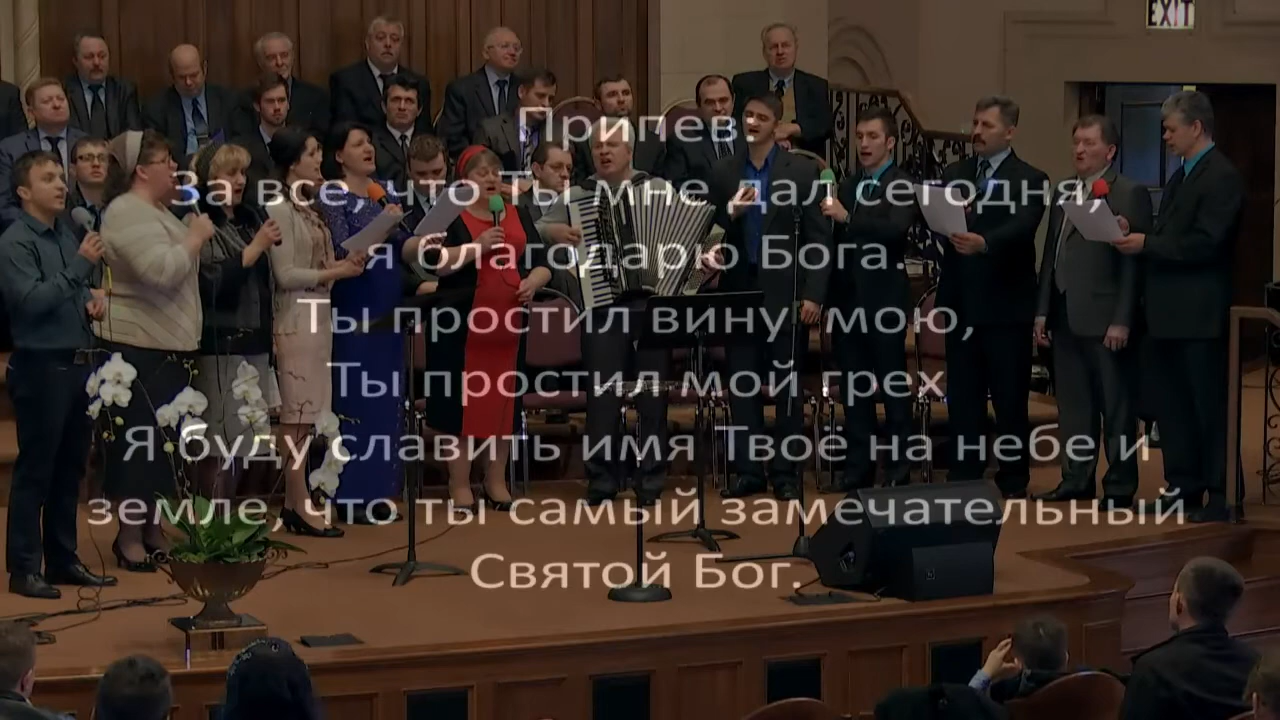 EXIT
Припев:
За все, что Ты мне дал сегодня,
я благодарю Бога.
Ты простил вину мою,
Ты простил мой грех
Я буду славить имя Твоё на небе и
земле, что ты самый замечательный
Святой Бог.